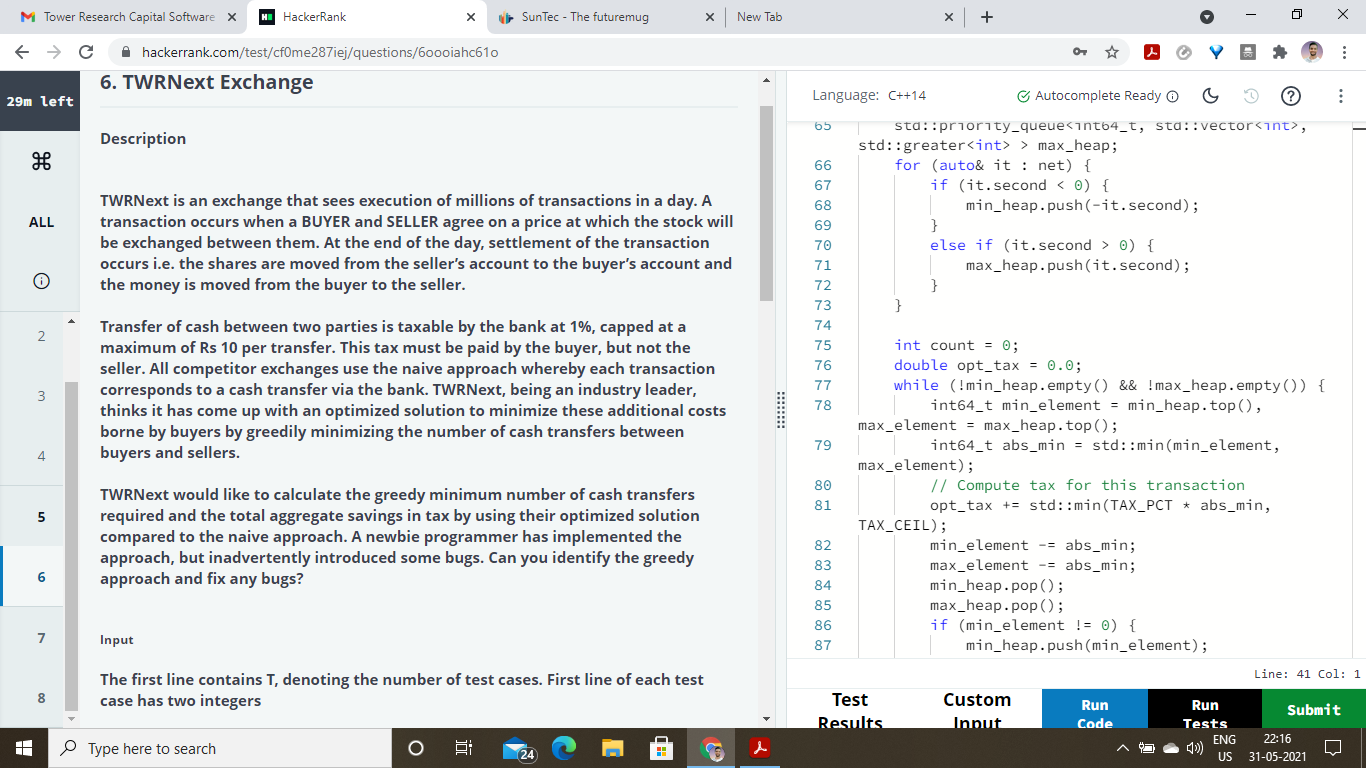 Tower Research Capital Software
HackerRank
SunTec - The futuremug
New Tab
hackerrank.com/test/cf0me287iej/questions/6oooiahc61o
29m left
ALL
2
3
4
5
6
7
8
6. TWRNext Exchange
Description
TWRNext is an exchange that sees execution of millions of transactions in a day. A
transaction occurs when a BUYER and SELLER agree on a price at which the stock will
be exchanged between them. At the end of the day, settlement of the transaction
occurs i.e. the shares are moved from the seller’s account to the buyer’s account and
the money is moved from the buyer to the seller.
Transfer of cash between two parties is taxable by the bank at 1%, capped at a
maximum of Rs 10 per transfer. This tax must be paid by the buyer, but not the
seller. All competitor exchanges use the naive approach whereby each transaction
corresponds to a cash transfer via the bank. TWRNext, being an industry leader,
thinks it has come up with an optimized solution to minimize these additional costs
borne by buyers by greedily minimizing the number of cash transfers between
buyers and sellers.
TWRNext would like to calculate the greedy minimum number of cash transfers
required and the total aggregate savings in tax by using their optimized solution
compared to the naive approach. A newbie programmer has implemented the
approach, but inadvertently introduced some bugs. Can you identify the greedy
approach and fix any bugs?
Input
The first line contains T, denoting the number of test cases. First line of each test
case has two integers
Language: C++14
Autocomplete Ready
65 std::priority_queue<int64_t, std::vector<int>,
std::greater<int> > max_heap;
66 for (auto& it : net) {
67 if (it.second < 0) {
68 min_heap.push(-it.second);
69 }
70 else if (it.second > 0) {
71 max_heap.push(it.second);
72 }
73 }
74
75 int count = 0;
76 double opt_tax = 0.0;
77 while (!min_heap.empty() && !max_heap.empty()) {
78 int64_t min_element = min_heap.top(),
max_element = max_heap.top();
79 int64_t abs_min = std::min(min_element,
max_element);
80 // Compute tax for this transaction
81 opt_tax += std::min(TAX_PCT * abs_min,
TAX_CEIL);
82 min_element -= abs_min;
83 max_element -= abs_min;
84 min_heap.pop();
85 max_heap.pop();
86 if (min_element != 0) {
87 min_heap.push(min_element);
Line: 41 Col: 1
Test
Results
Custom
Input
Run
Code
Run
Tests
Submit
Type here to search
24
ENG
US
22:16
31-05-2021